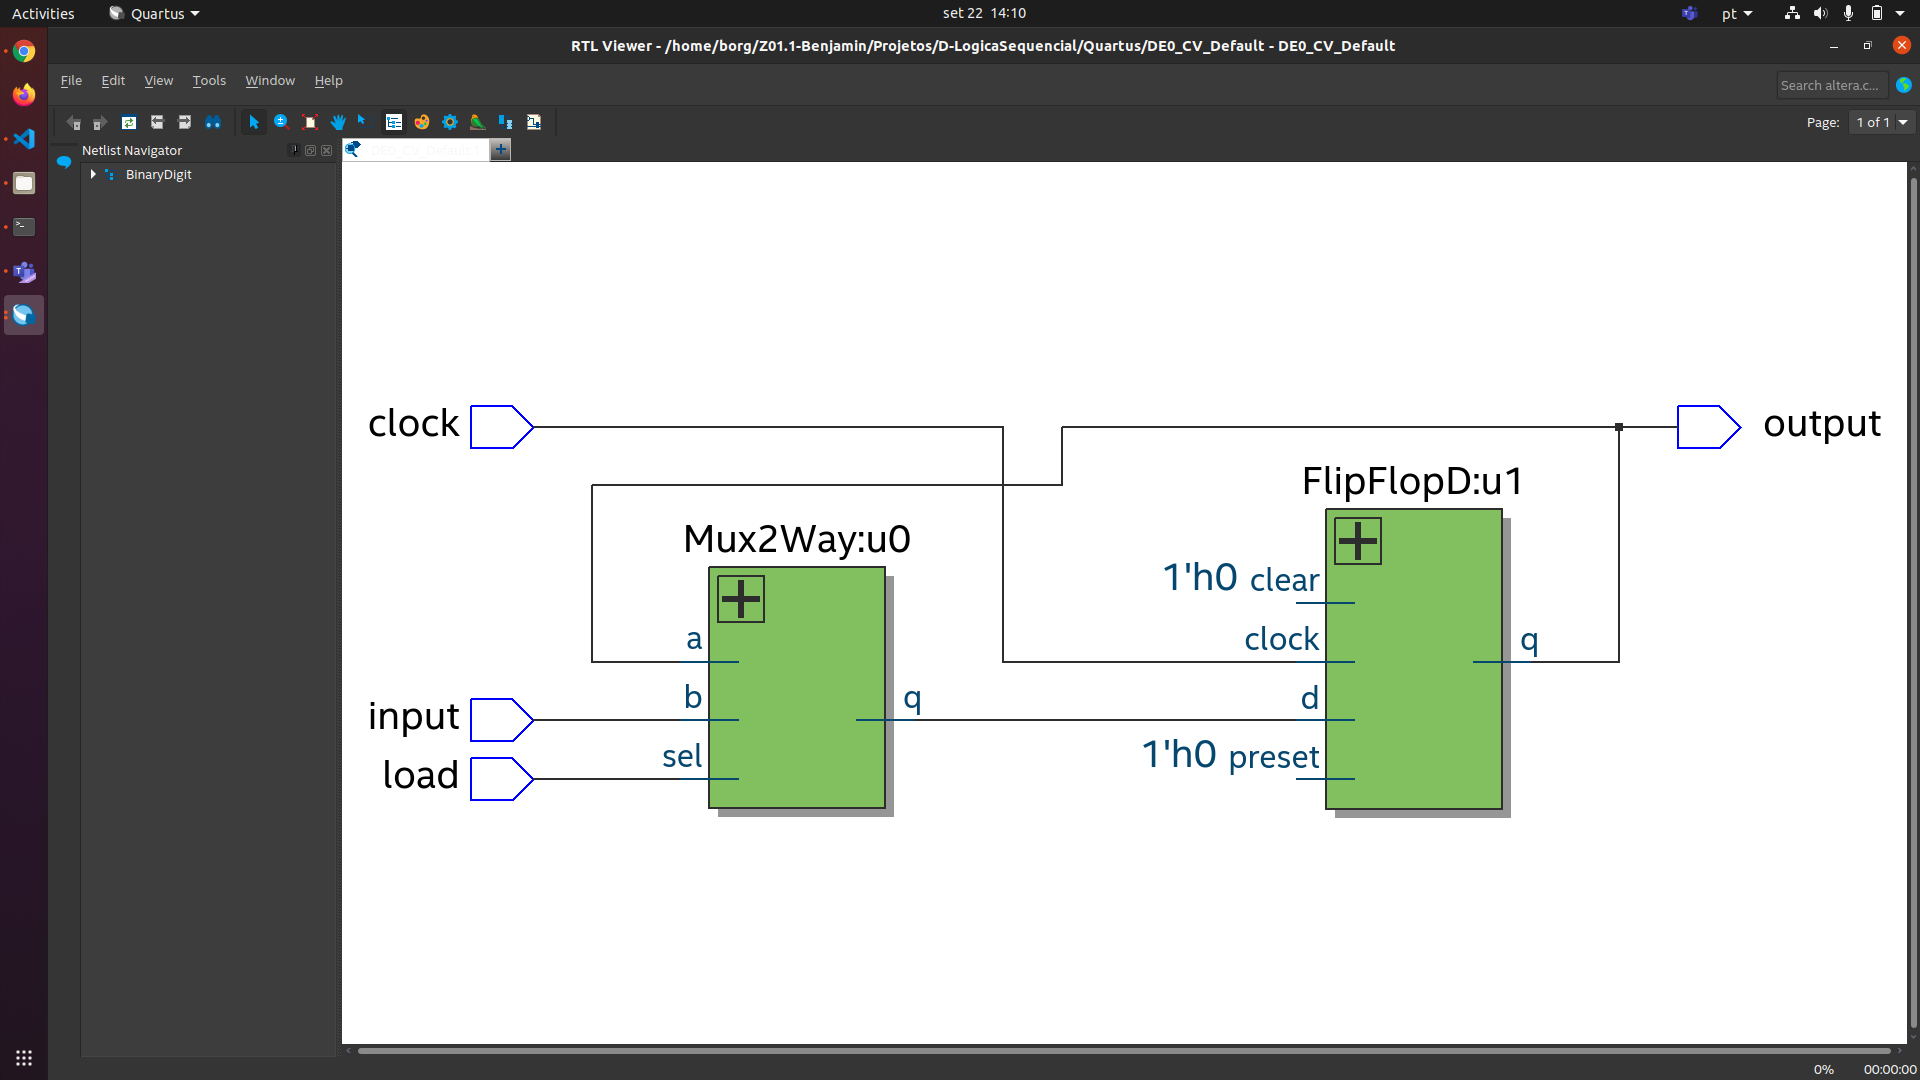 Activities
Quartus
set 22 14:10
pt
RTL Viewer - /home/borg/Z01.1-Benjamin/Projetos/D-LogicaSequencial/Quartus/DE0_CV_Default - DE0_CV_Default
File Edit View Tools Window Help
Search altera.c...
Page: 1 of 1
Netlist Navigator
BinaryDigit
clock
output
FlipFlopD:u1
Mux2Way:u0
1'h0 clear
a
clock
q
b
q
d
input
sel
1'h0 preset
load
0% 00:00:00